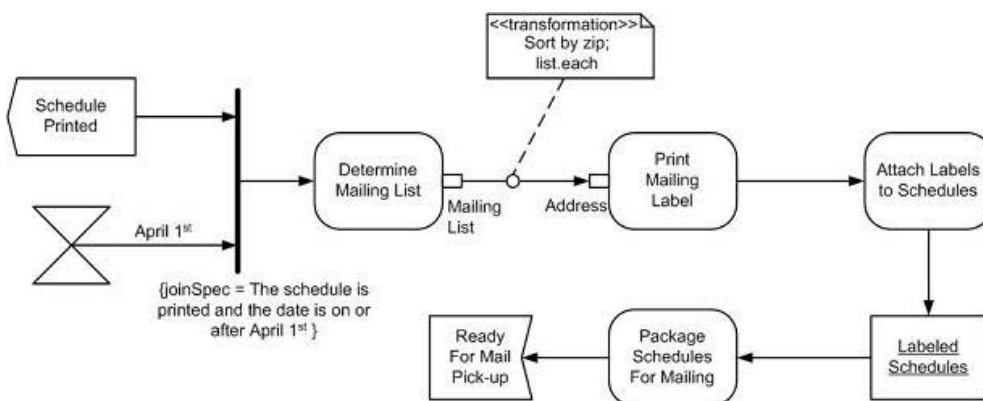 <<transformation>>
Sort by zip;
list.each
Schedule
Printed
Determine
Mailing List
Print
Mailing
Label
Attach Labels
to Schedules
Mailing
List
Address
April 1st
{joinSpec = The schedule is
printed and the date is on or
after April 1st }
Ready
For Mail
Pick-up
Package
Schedules
For Mailing
Labeled
Schedules